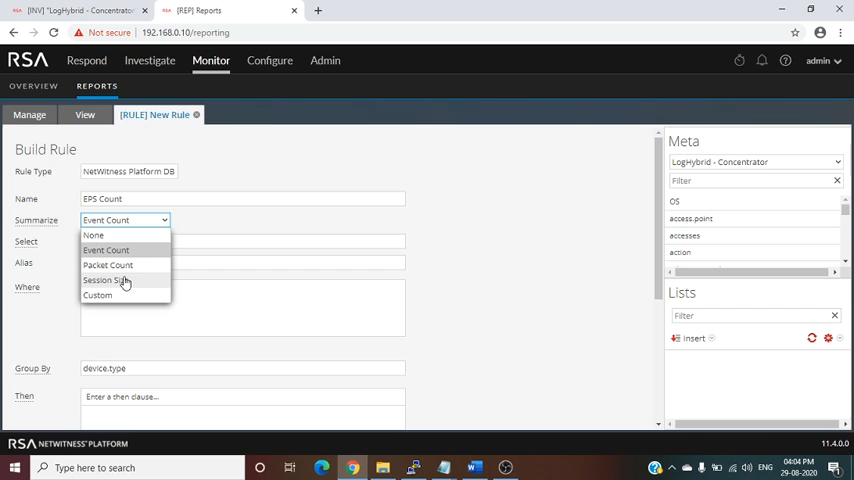 [INV] "LogHybrid - Concentrator"
[REP] Reports
Not secure
192.168.0.10/reporting
RSA
Respond
Investigate
Monitor
Configure
Admin
admin
OVERVIEW
REPORTS
Manage
View
[RULE] New Rule
Build Rule
Rule Type
NetWitness Platform DB
Name
EPS Count
Summarize
Event Count
None
Event Count
Packet Count
Session Size
Custom
Select
Alias
Where
Group By
device.type
Then
Enter a then clause...
Meta
LogHybrid - Concentrator
Filter
OS
access.point
accesses
action
Lists
Filter
Insert
RSA NETWITNESS PLATFORM
11.4.0.0
Type here to search
ENG
04:04 PM
29-08-2020